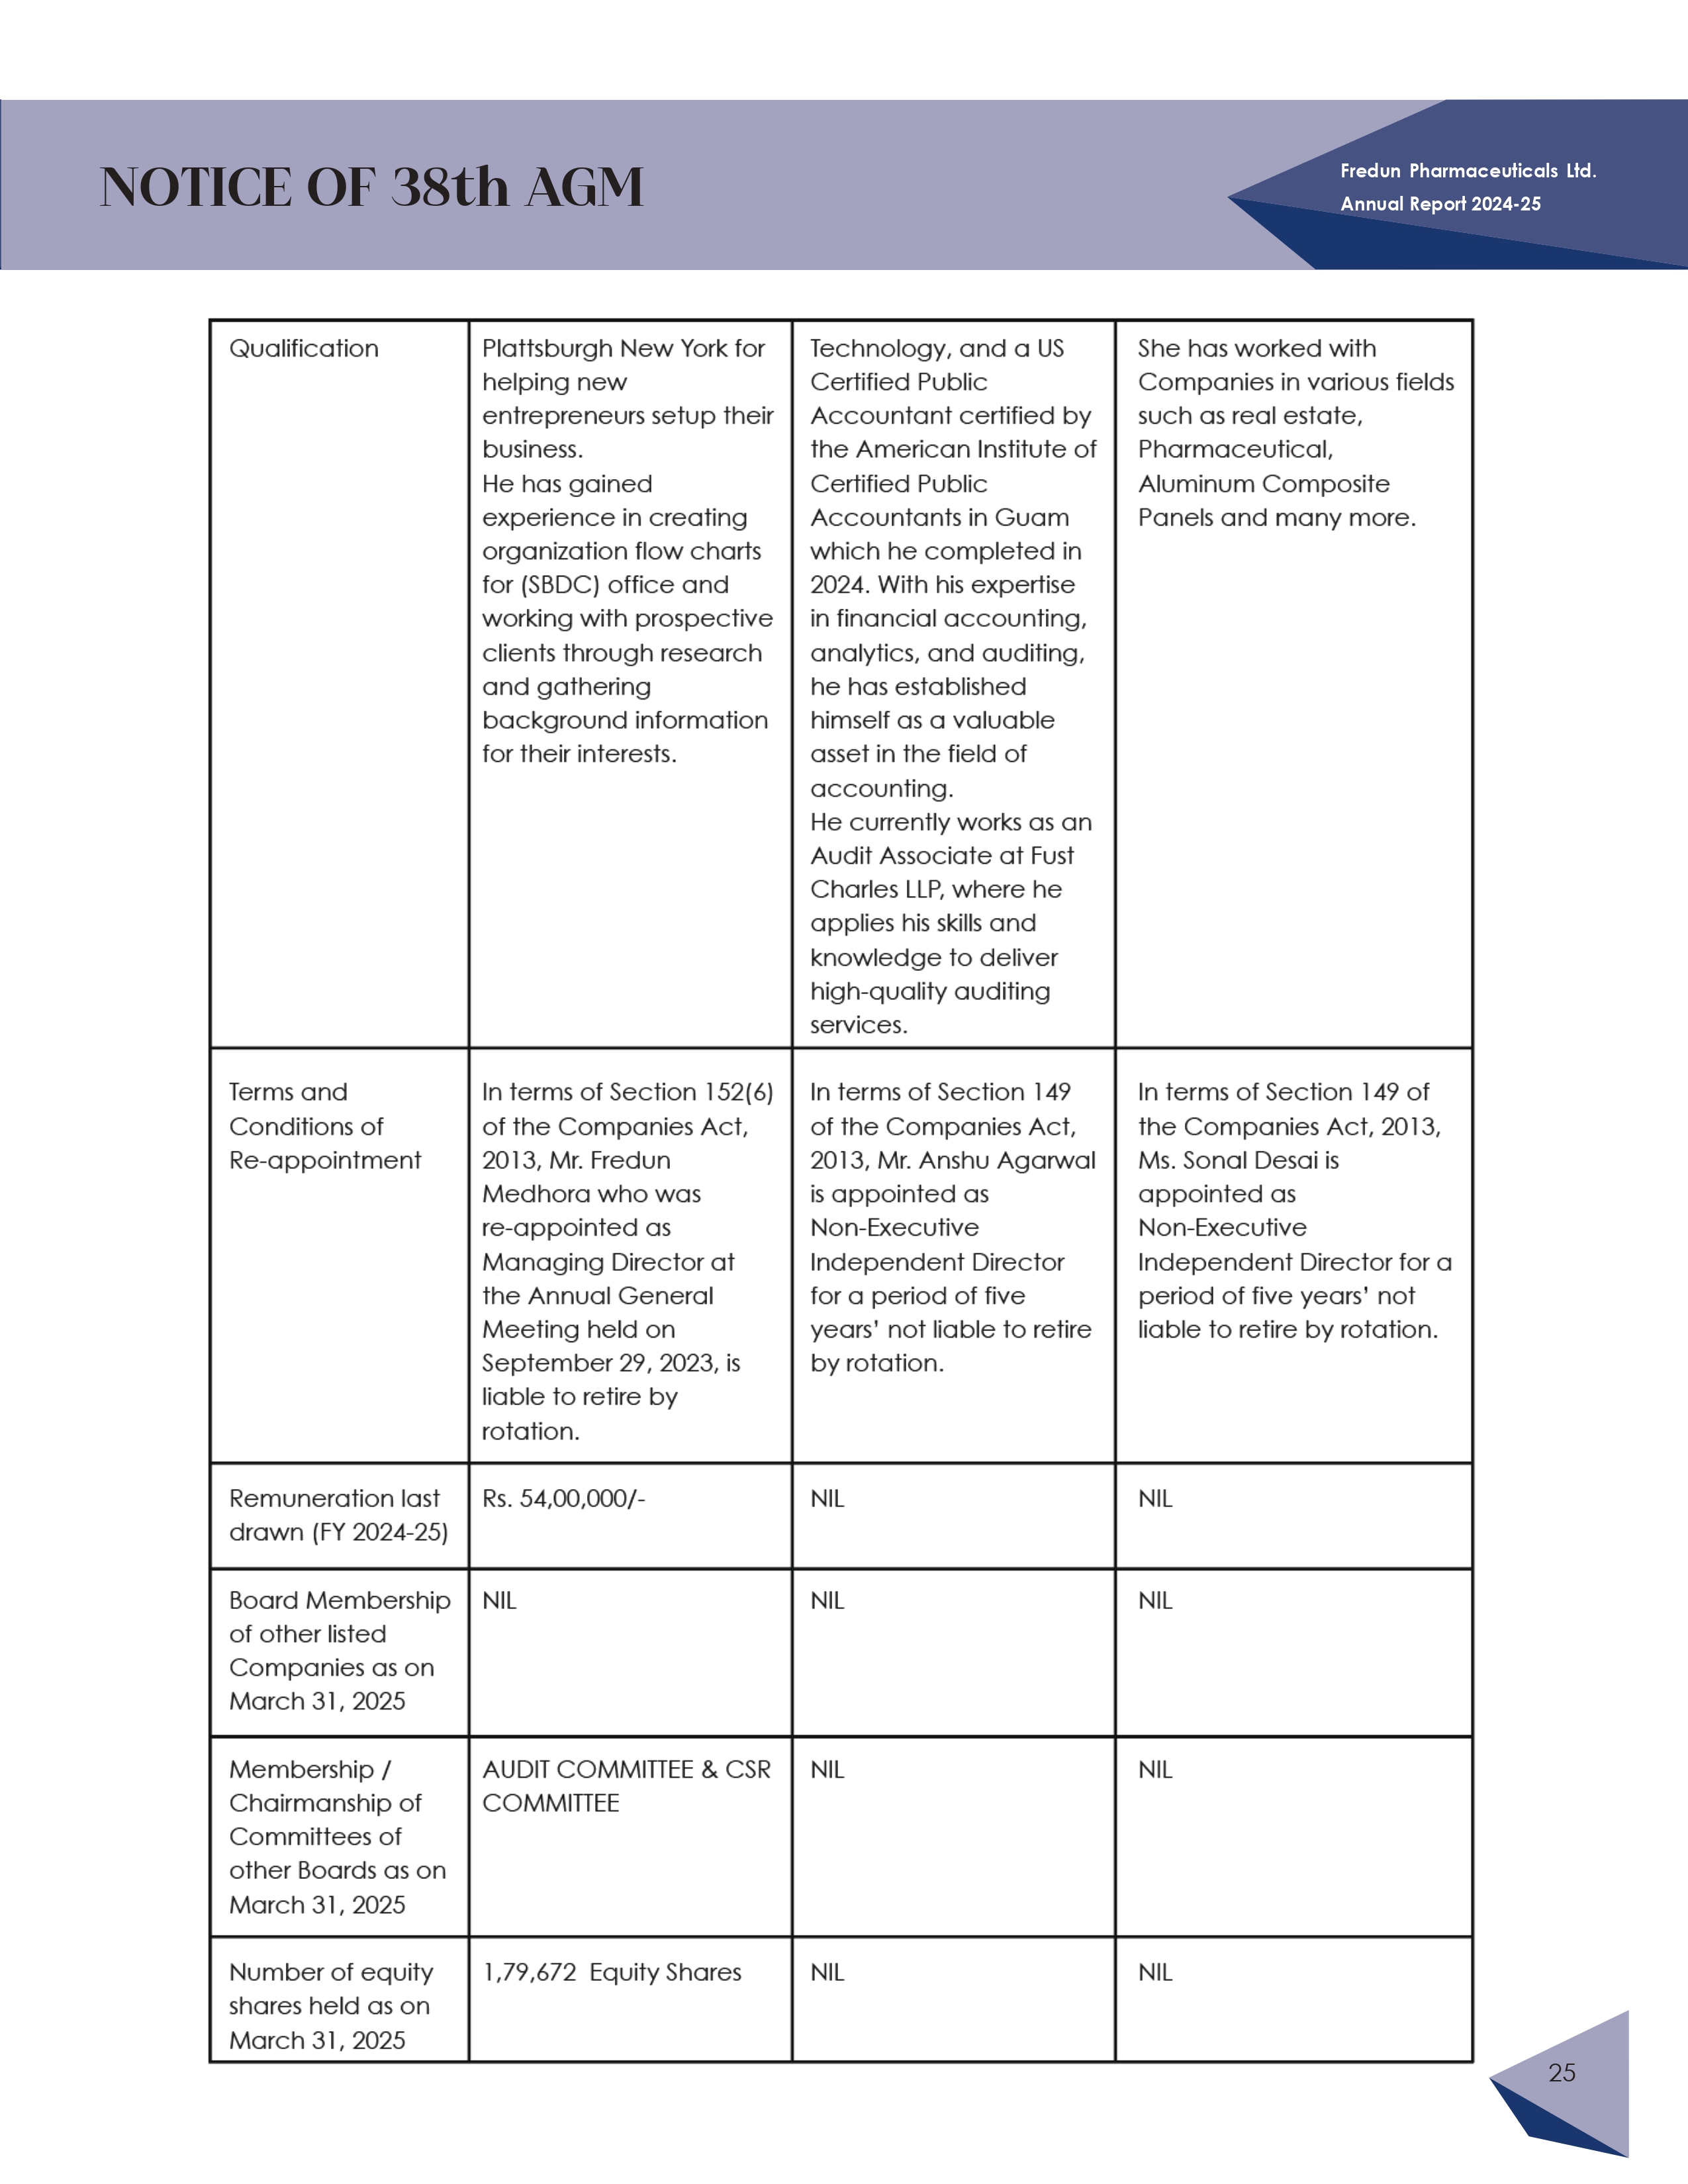 NOTICE OF 38th AGM
Fredun Pharmaceuticals Ltd.
Annual Report 2024-25
Qualification
Plattsburgh New York for
helping new
entrepreneurs setup their
business.
He has gained
experience in creating
organization flow charts
for (SBDC) office and
working with prospective
clients through research
and gathering
background information
for their interests.
Technology, and a US
Certified Public
Accountant certified by
the American Institute of
Certified Public
Accountants in Guam
which he completed in
2024. With his expertise
in financial accounting,
analytics, and auditing,
he has established
himself as a valuable
asset in the field of
accounting.
He currently works as an
Audit Associate at Fust
Charles LLP, where he
applies his skills and
knowledge to deliver
high-quality auditing
services.
She has worked with
Companies in various fields
such as real estate,
Pharmaceutical,
Aluminum Composite
Panels and many more.
Terms and
Conditions of
Re-appointment
In terms of Section 152(6)
of the Companies Act,
2013, Mr. Fredun
Medhora who was
re-appointed as
Managing Director at
the Annual General
Meeting held on
September 29, 2023, is
liable to retire by
rotation.
In terms of Section 149
of the Companies Act,
2013, Mr. Anshu Agarwal
is appointed as
Non-Executive
Independent Director
for a period of five
years’ not liable to retire
by rotation.
In terms of Section 149 of
the Companies Act, 2013,
Ms. Sonal Desai is
appointed as
Non-Executive
Independent Director for a
period of five years’ not
liable to retire by rotation.
Remuneration last
drawn (FY 2024-25)
Rs. 54,00,000/-
NIL
NIL
Board Membership
of other listed
Companies as on
March 31, 2025
NIL
NIL
NIL
Membership /
Chairmanship of
Committees of
other Boards as on
March 31, 2025
AUDIT COMMITTEE & CSR
COMMITTEE
NIL
NIL
Number of equity
shares held as on
March 31, 2025
1,79,672 Equity Shares
NIL
NIL
25